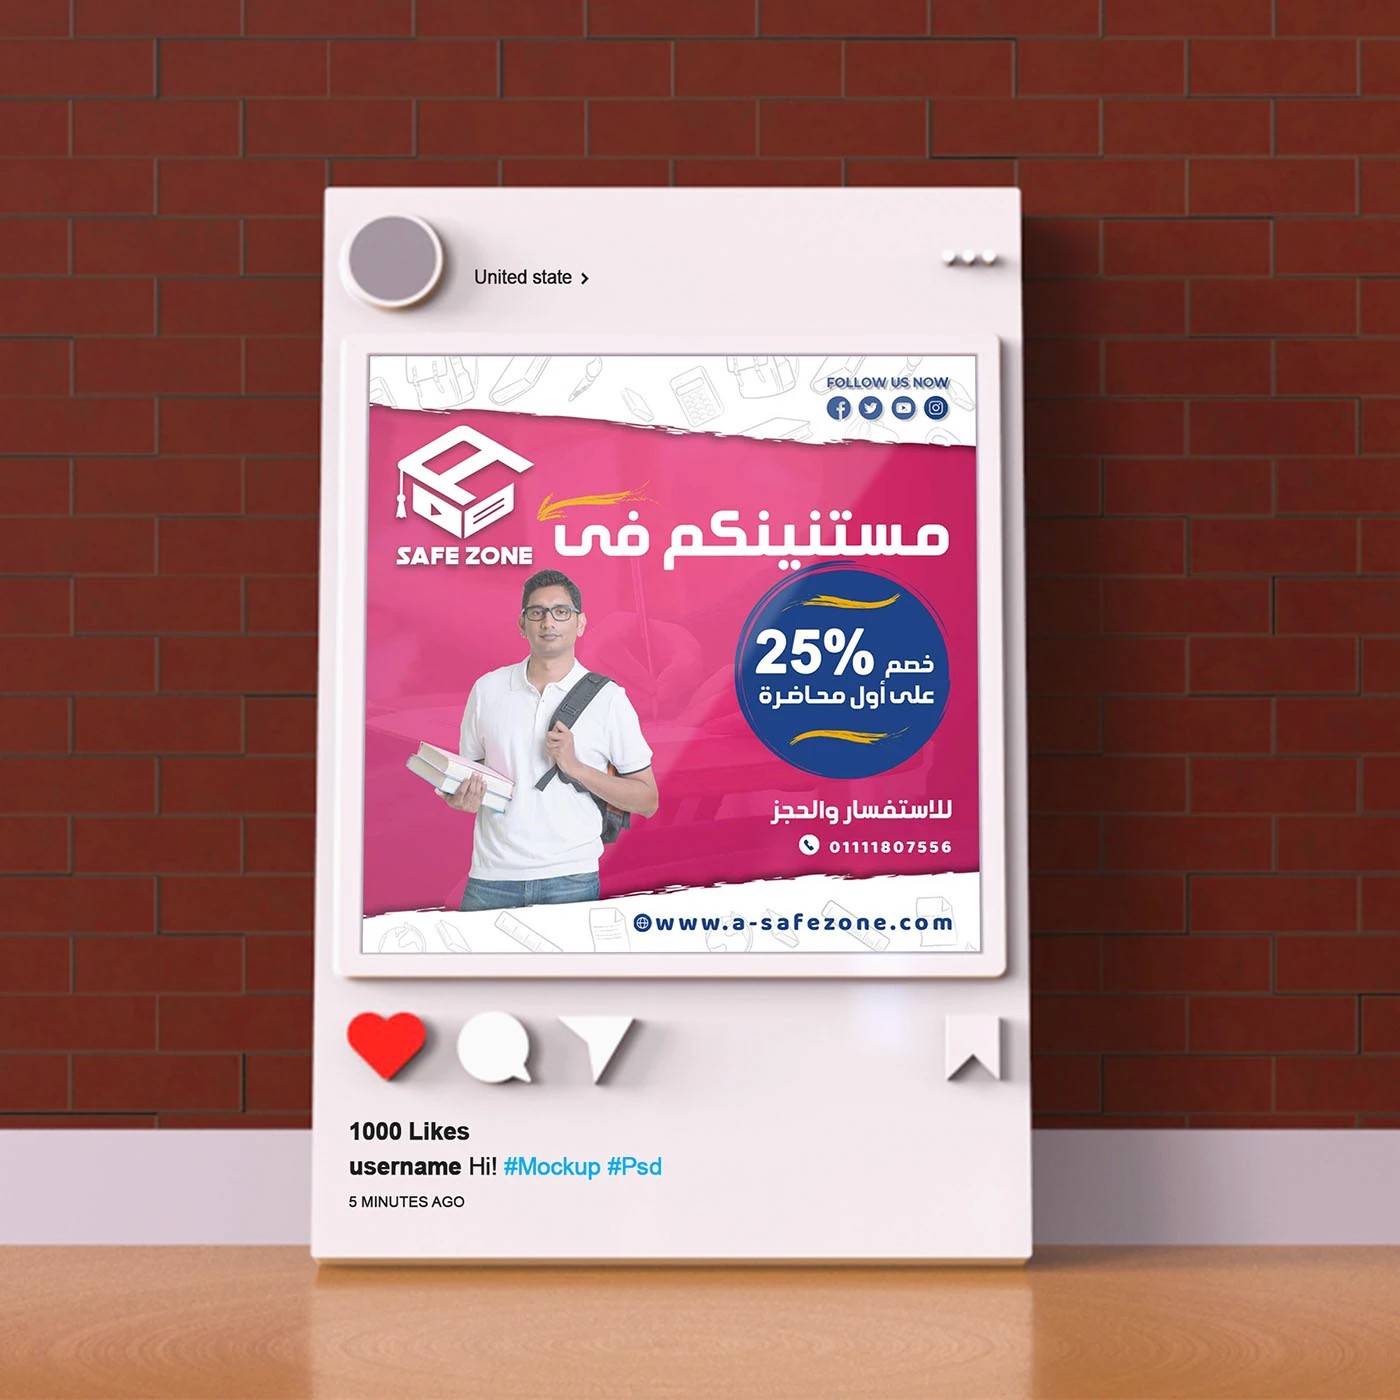 United state >
FOLLOW US NOW
SAFE ZONE
مستنينكم فى
25% خصم
على أول محاضرة
للاستفسار والحجز
01111807556
www.a-safezone.com
1000 Likes
username Hi! #Mockup #Psd
5 MINUTES AGO